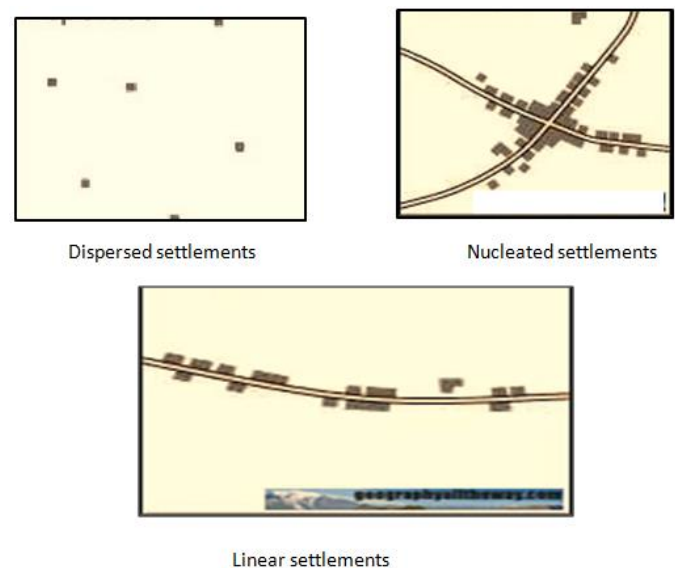 Dispersed settlements
Nucleated settlements
geographyalltheway.com
Linear settlements